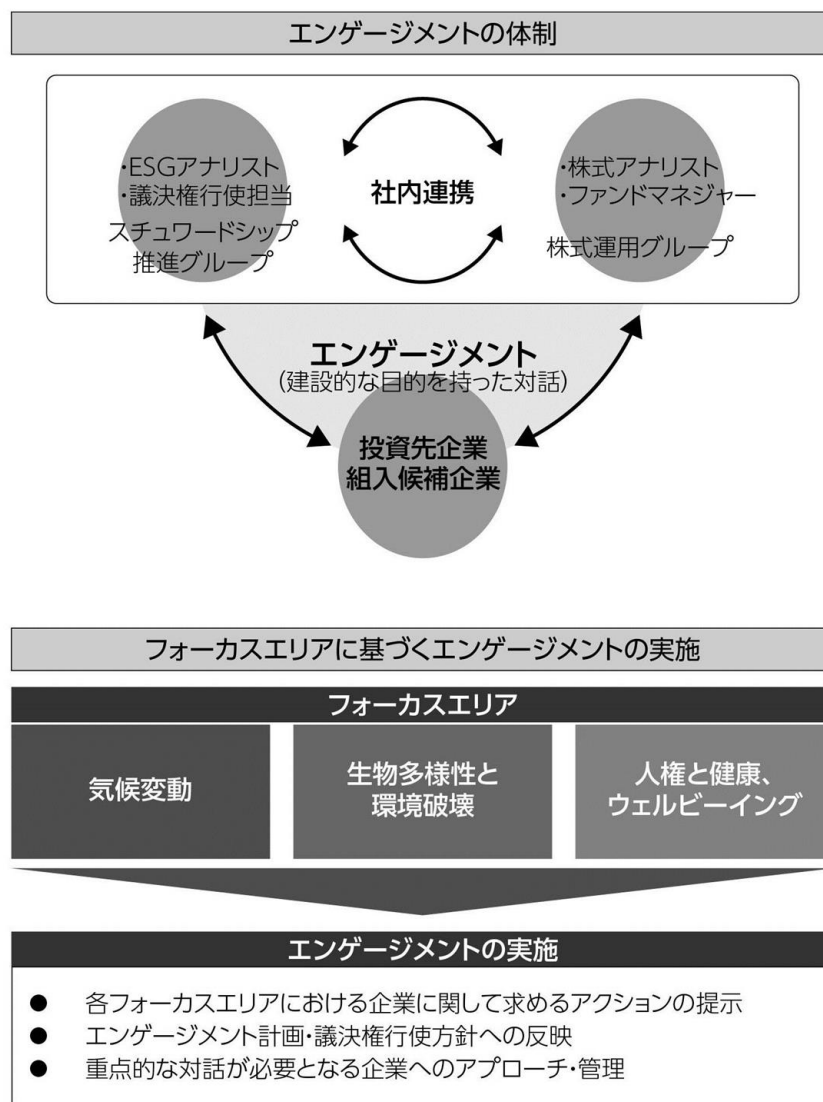 エンゲージメントの体制
・ESGアナリスト
・議決権行使担当
スチュワードシップ
推進グループ
社内連携
・株式アナリスト
・ファンドマネジャー
株式運用グループ
エンゲージメント
(建設的な目的を持った対話)
投資先企業
組入候補企業
フォーカスエリアに基づくエンゲージメントの実施
フォーカスエリア
気候変動
生物多様性と
環境破壊
人権と健康、
ウェルビーイング
エンゲージメントの実施
● 各フォーカスエリアにおける企業に関して求めるアクションの提示
● エンゲージメント計画・議決権行使方針への反映
● 重点的な対話が必要となる企業へのアプローチ・管理